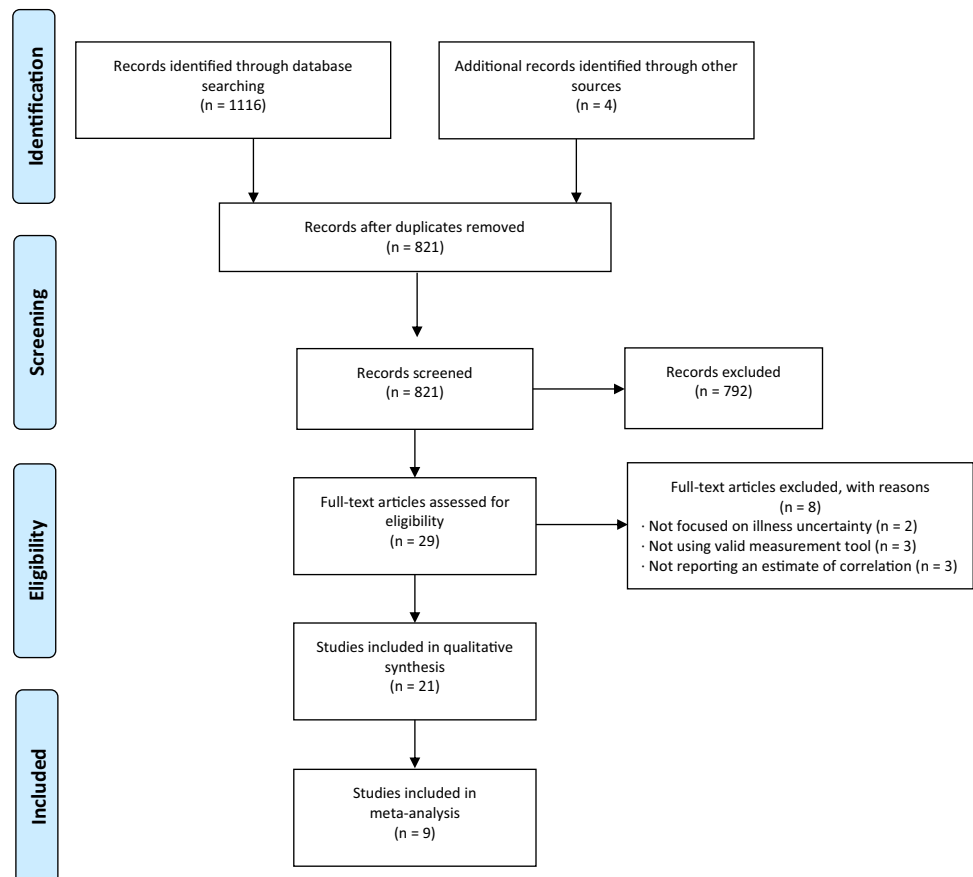 Identification
Records identified through database
searching
(n = 1116)
Additional records identified through other
sources
(n = 4)
Records after duplicates removed
(n = 821)
Screening
Records screened
(n = 821)
Records excluded
(n = 792)
Eligibility
Full-text articles assessed for
eligibility
(n = 29)
Full-text articles excluded, with reasons
(n = 8)
· Not focused on illness uncertainty (n = 2)
· Not using valid measurement tool (n = 3)
· Not reporting an estimate of correlation (n = 3)
Studies included in qualitative
synthesis
(n = 21)
Included
Studies included in
meta-analysis
(n = 9)